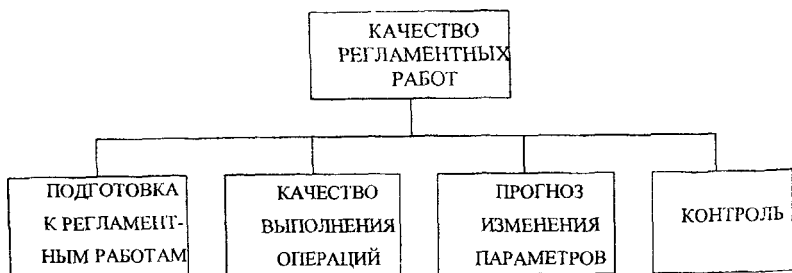 КАЧЕСТВО
РЕГЛАМЕНТНЫХ
РАБОТ
ПОДГОТОВКА
К РЕГЛАМЕНТ-
НЫМ РАБОТАМ
КАЧЕСТВО
ВЫПОЛНЕНИЯ
ОПЕРАЦИЙ
ПРОГНОЗ
ИЗМЕНЕНИЯ
ПАРАМЕТРОВ
КОНТРОЛЬ